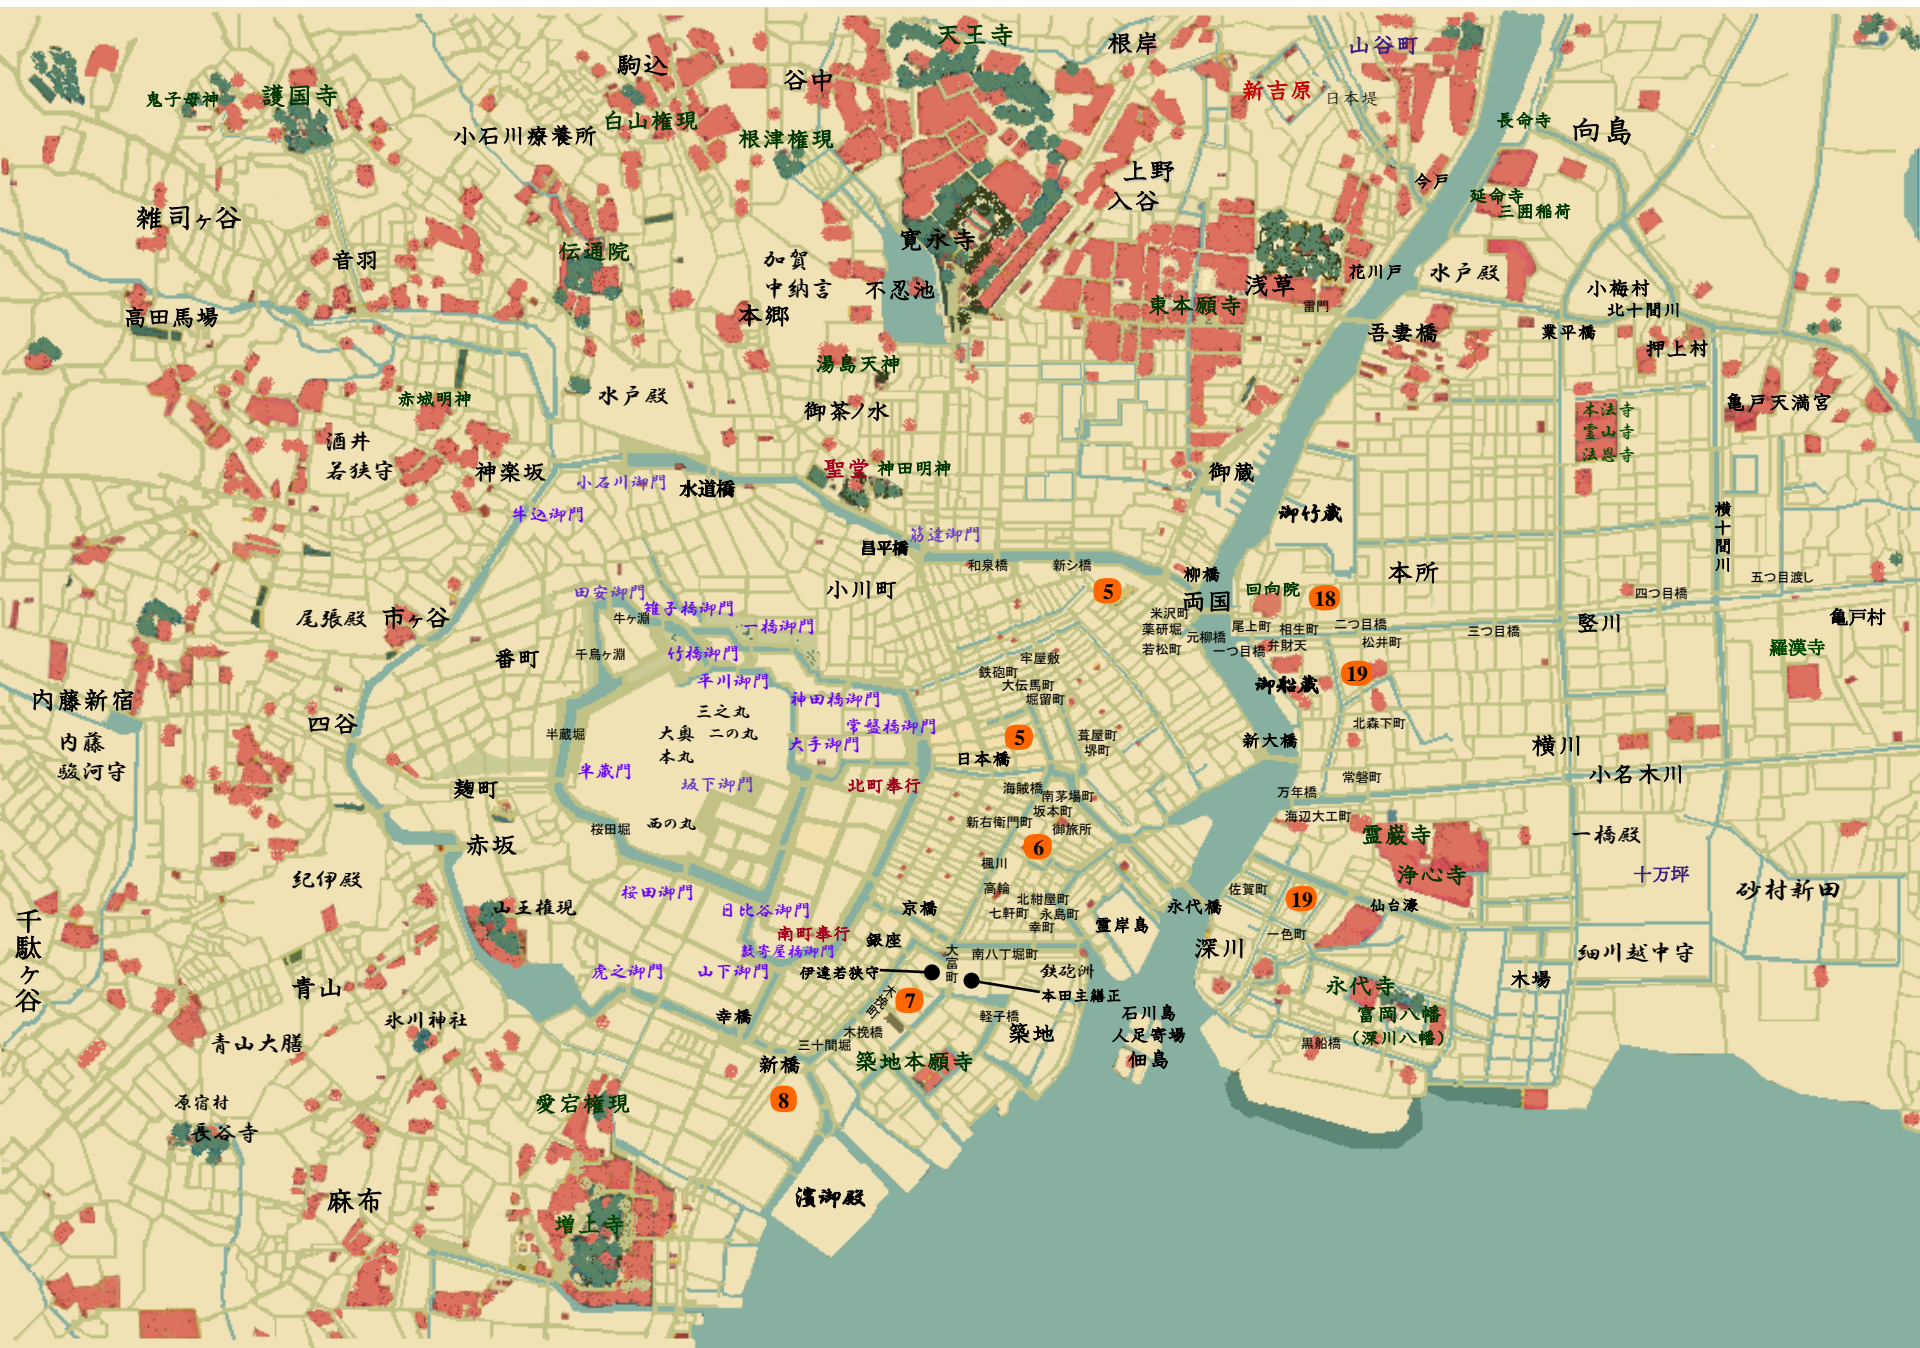 天王寺
根岸
山谷町
駒込
谷中
新吉原
日本堤
鬼子母神
護国寺
小石川療養所
白山権現
根津権現
長命寺
向島
上野
入谷
今戸
延命寺
三囲稲荷
雑司ヶ谷
音羽
伝通院
加賀
中納言
寛永寺
不忍池
本郷
浅草
花川戸
水戸殿
東本願寺
雷門
小梅村
北十間川
高田馬場
吾妻橋
業平橋
押上村
湯島天神
赤城明神
水戸殿
御茶ノ水
本法寺
霊山寺
法恩寺
亀戸天満宮
酒井
若狭守
神楽坂
小石川御門
水道橋
聖堂
神田明神
御蔵
牛込御門
御竹蔵
横十間川
昌平橋
筋違御門
和泉橋
新シ橋
柳橋
本所
五つ目渡し
田安御門
雉子橋御門
小川町
5
両国
回向院
18
四つ目橋
尾張殿
市ヶ谷
牛ヶ淵
一橋御門
米沢町
薬研堀
元柳橋
若松町
尾上町
相生町
二つ目橋
一つ目橋
弁財天
松井町
三つ目橋
竪川
亀戸村
羅漢寺
番町
千鳥ヶ淵
竹橋御門
平川御門
牢屋敷
鉄砲町
大伝馬町
堀留町
御船蔵
19
内藤新宿
四谷
神田橋御門
三之丸
大奥
二の丸
本丸
常盤橋御門
大手御門
5
葺屋町
堺町
北森下町
内藤
駿河守
半蔵堀
半蔵門
坂下御門
日本橋
新大橋
横川
麹町
北町奉行
海賊橋
南茅場町
坂本町
常磐町
小名木川
万年橋
桜田堀
西の丸
新右衛門町
御旅所
6
海辺大工町
霊巌寺
一橋殿
赤坂
楓川
浄心寺
十万坪
砂村新田
紀伊殿
桜田御門
高輪
北紺屋町
佐賀町
19
仙台濠
山王権現
日比谷御門
京橋
七軒町
永島町
幸町
霊岸島
永代橋
千駄ヶ谷
南町奉行
銀座
数寄屋橋御門
大富町
南八丁堀町
一色町
深川
細川越中守
虎之御門
山下御門
伊達若狭守
鉄砲洲
青山
7
本田主繕正
永代寺
木場
木挽町
氷川神社
幸橋
軽子橋
石川島
人足寄場
佃島
富岡八幡
(深川八幡)
青山大膳
木挽橋
三十間堀
築地
黒船橋
新橋
築地本願寺
原宿村
長谷寺
愛宕権現
8
麻布
濱御殿
増上寺